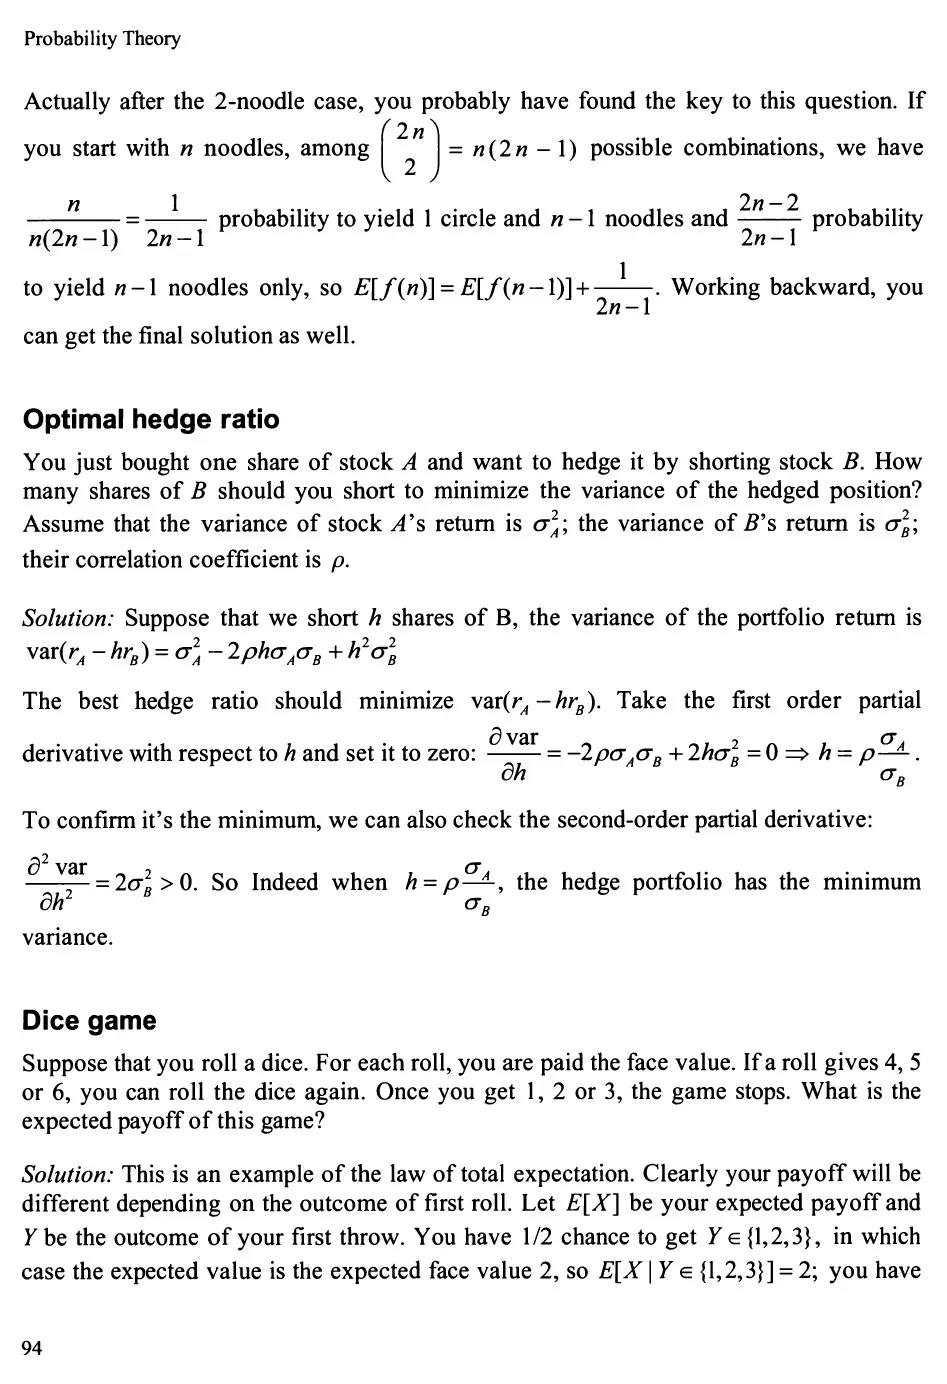 Probability Theory
Actually after the 2-noodle case, you probably have found the key to this question. If
you start with n noodles, among (2n 2) = n(2n − 1) possible combinations, we have
n/n(2n−1) = 1/2n−1 probability to yield 1 circle and n−1 noodles and 2n−2/2n−1 probability
to yield n−1 noodles only, so E[f(n)] = E[f(n−1)] + 1/2n−1. Working backward, you
can get the final solution as well.
Optimal hedge ratio
You just bought one share of stock A and want to hedge it by shorting stock B. How
many shares of B should you short to minimize the variance of the hedged position?
Assume that the variance of stock A's return is σ²_A; the variance of B's return is σ²_B;
their correlation coefficient is ρ.
Solution: Suppose that we short h shares of B, the variance of the portfolio return is
var(r_A − hr_B) = σ²_A − 2ρhσ_Aσ_B + h²σ²_B
The best hedge ratio should minimize var(r_A − hr_B). Take the first order partial
derivative with respect to h and set it to zero: ∂var/∂h = −2ρσ_Aσ_B + 2hσ²_B = 0 ⇒ h = ρ σ_A/σ_B.
To confirm it's the minimum, we can also check the second-order partial derivative:
∂²var/∂h² = 2σ²_B > 0. So Indeed when h = ρ σ_A/σ_B, the hedge portfolio has the minimum
variance.
Dice game
Suppose that you roll a dice. For each roll, you are paid the face value. If a roll gives 4, 5
or 6, you can roll the dice again. Once you get 1, 2 or 3, the game stops. What is the
expected payoff of this game?
Solution: This is an example of the law of total expectation. Clearly your payoff will be
different depending on the outcome of first roll. Let E[X] be your expected payoff and
Y be the outcome of your first throw. You have 1/2 chance to get Y ∈ {1,2,3}, in which
case the expected value is the expected face value 2, so E[X | Y ∈ {1,2,3}] = 2; you have
94